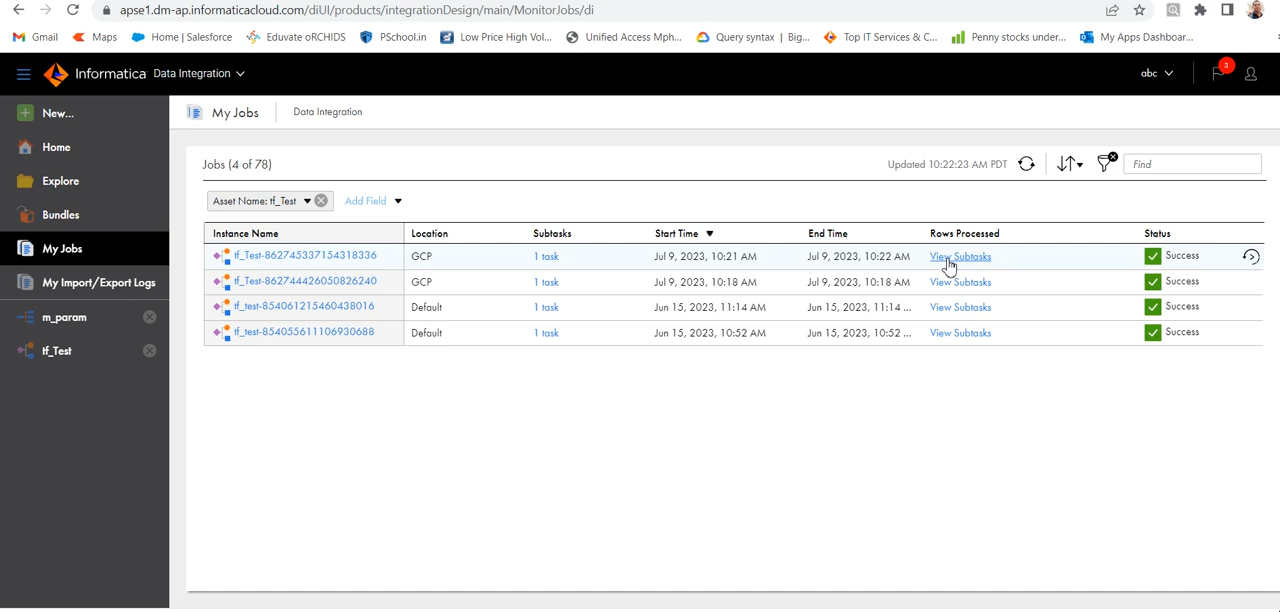 apse1.dm-ap.informaticacloud.com/diUI/products/integrationDesign/main/MonitorJobs/di
Gmail Maps Home | Salesforce Eduvate oRCHIDS PSchool.in Low Price High Vol... Unified Access Mph... Query syntax | Big... Top IT Services & C... Penny stocks under... My Apps Dashboar...
Informatica Data Integration abc 3
New... My Jobs Data Integration
Home
Explore
Bundles
My Jobs
My Import/Export Logs
m_param
tf_Test
Jobs (4 of 78) Updated 10:22:23 AM PDT Find
Asset Name: tf_Test Add Field
Instance Name Location Subtasks Start Time End Time Rows Processed Status
tf_Test-862745337154318336 GCP 1 task Jul 9, 2023, 10:21 AM Jul 9, 2023, 10:22 AM View Subtasks Success
tf_Test-862744426050826240 GCP 1 task Jul 9, 2023, 10:18 AM Jul 9, 2023, 10:18 AM View Subtasks Success
tf_test-854061215460438016 Default 1 task Jun 15, 2023, 11:14 AM Jun 15, 2023, 11:14 ... View Subtasks Success
tf_test-854055611106930688 Default 1 task Jun 15, 2023, 10:52 AM Jun 15, 2023, 10:52 ... View Subtasks Success